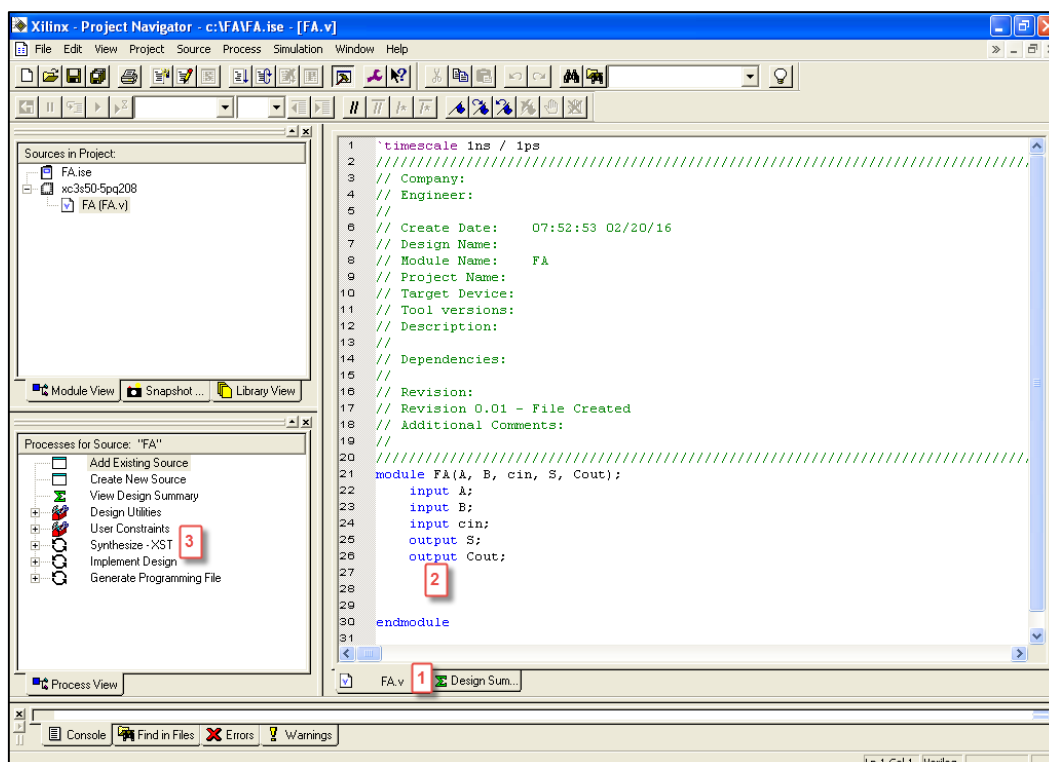 Xilinx - Project Navigator - c:\FA\FA.ise - [FA.v]
File Edit View Project Source Process Simulation Window Help
Sources in Project:
FA.ise
xc3s50-5pq208
FA (FA.v)
Module View Snapshot ... Library View
Processes for Source: "FA"
Add Existing Source
Create New Source
View Design Summary
Design Utilities
User Constraints
Synthesize - XST
3
Implement Design
Generate Programming File
Process View
1 `timescale 1ns / 1ps
2 ////////////////////////////////////////////////////////////////////////////////
3 // Company:
4 // Engineer:
5 //
6 // Create Date: 07:52:53 02/20/16
7 // Design Name:
8 // Module Name: FA
9 // Project Name:
10 // Target Device:
11 // Tool versions:
12 // Description:
13 //
14 // Dependencies:
15 //
16 // Revision:
17 // Revision 0.01 - File Created
18 // Additional Comments:
19 //
20 ////////////////////////////////////////////////////////////////////////////////
21 module FA(A, B, cin, S, Cout);
22 input A;
23 input B;
24 input cin;
25 output S;
26 output Cout;
27
2
28
29
30 endmodule
31
FA.v 1 Design Sum...
Console Find in Files Errors Warnings
Ln 1 Col 1 Verilog